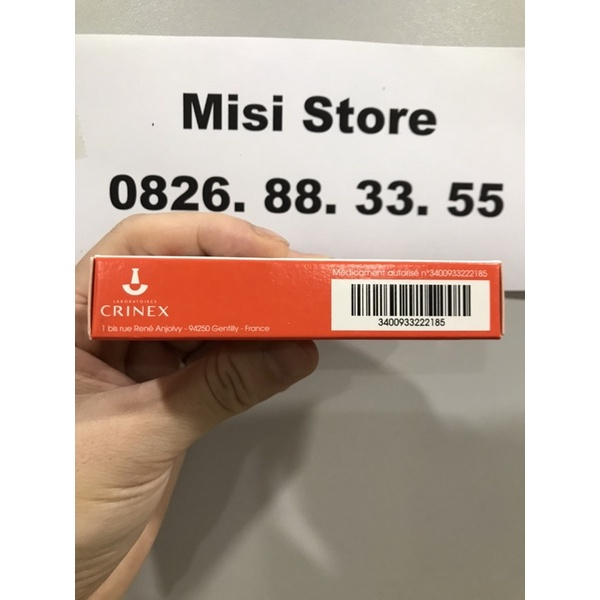 Misi Store
0826. 88. 33. 55
Médicament autorisé n°3400933222185
LABORATOIRES
CRINEX
3400933222185
1 bis rue René Anjolvy - 94250 Gentilly - France